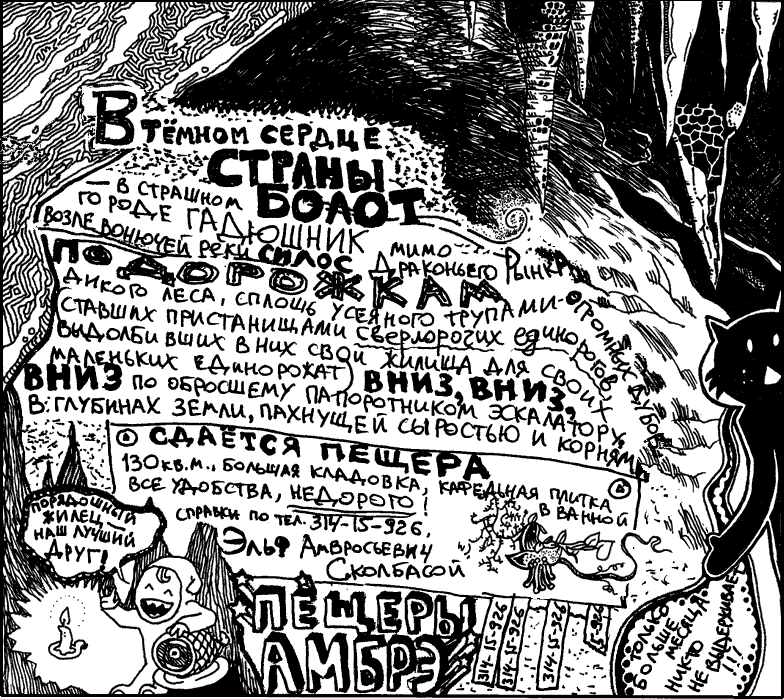 В ТЁМНОМ СЕРДЦЕ
СТРАНЫ
БОЛОТ
— В СТРАШНОМ
ГОРОДЕ ГАДЮШНИК
ВОЗЛЕ ВОНЮЧЕЙ РЕКИ СИЛОС
МИМО
ДРАКОНЬЕГО РЫНКА
ПО ДОРОЖКАМ
ДИКОГО ЛЕСА, СПЛОШЬ УСЕЯНОГО ТРУПАМИ ОГРОМНЫХ ДУБОВ
СТАВШИХ ПРИСТАНИЩАМИ СВЕРЛОРОГИХ ЕДИНОРОГОВ,
ВЫДОЛБИВШИХ В НИХ СВОИ ЖИЛИЩА ДЛЯ СВОИХ
МАЛЕНЬКИХ ЕДИНОРОЖАТ)
ВНИЗ, ВНИЗ,
ВНИЗ ПО ОБРОСШЕМУ ПАПОРОТНИКОМ ЭСКАЛАТОРУ,
В ГЛУБИНАХ ЗЕМЛИ, ПАХНУЩЕЙ СЫРОСТЬЮ И КОРНЯМИ
СДАЁТСЯ ПЕЩЕРА
130 КВ.М., БОЛЬШАЯ КЛАДОВКА, КАФЕЛЬНАЯ ПЛИТКА
В ВАННОЙ
ВСЕ УДОБСТВА, НЕДОРОГО!
СПРАВКИ ПО ТЕЛ. 314-15-926,
ЭЛЬФ АМВРОСЬЕВИЧ
СКОЛБАСОЙ
ПОРЯДОШНЫЙ
ЖИЛЕЦ —
НАШ ЛУЧШИЙ
ДРУГ!
ПЕЩЕРЫ
АМБРЭ
314-15-926
314-15-926
314-15-926
15-926
ТОЛЬКО
БОЛЬШЕ
МЕСЯЦА
НИКТО
НЕ ВЫДЕРЖИВАЕТ
!!!